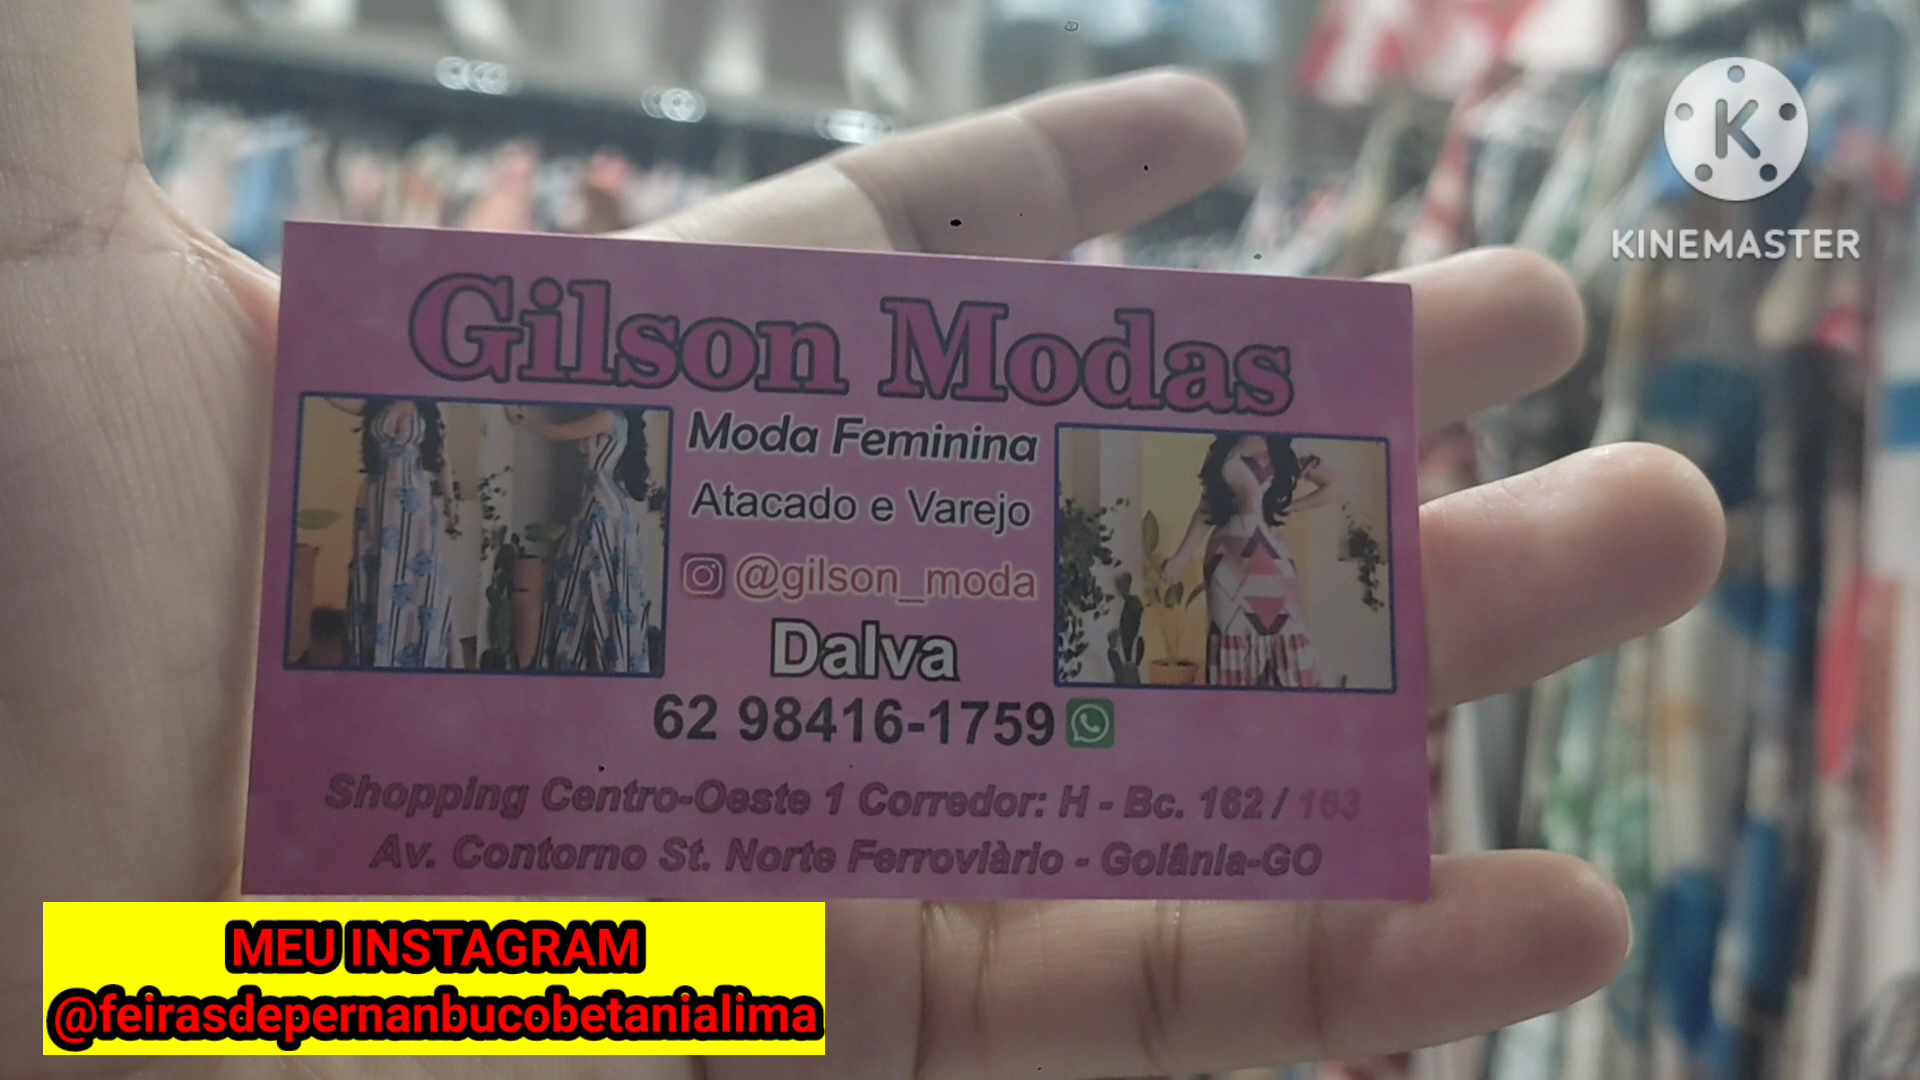 K
KINEMASTER
Gilson Modas
Moda Feminina
Atacado e Varejo
@gilson_moda
Dalva
62 98416-1759
Shopping Centro-Oeste 1 Corredor: H - Bc. 162 / 163
Av. Contorno St. Norte Ferroviàrio - Goiânia-GO
MEU INSTAGRAM
@feirasdepernanbucobetanialima